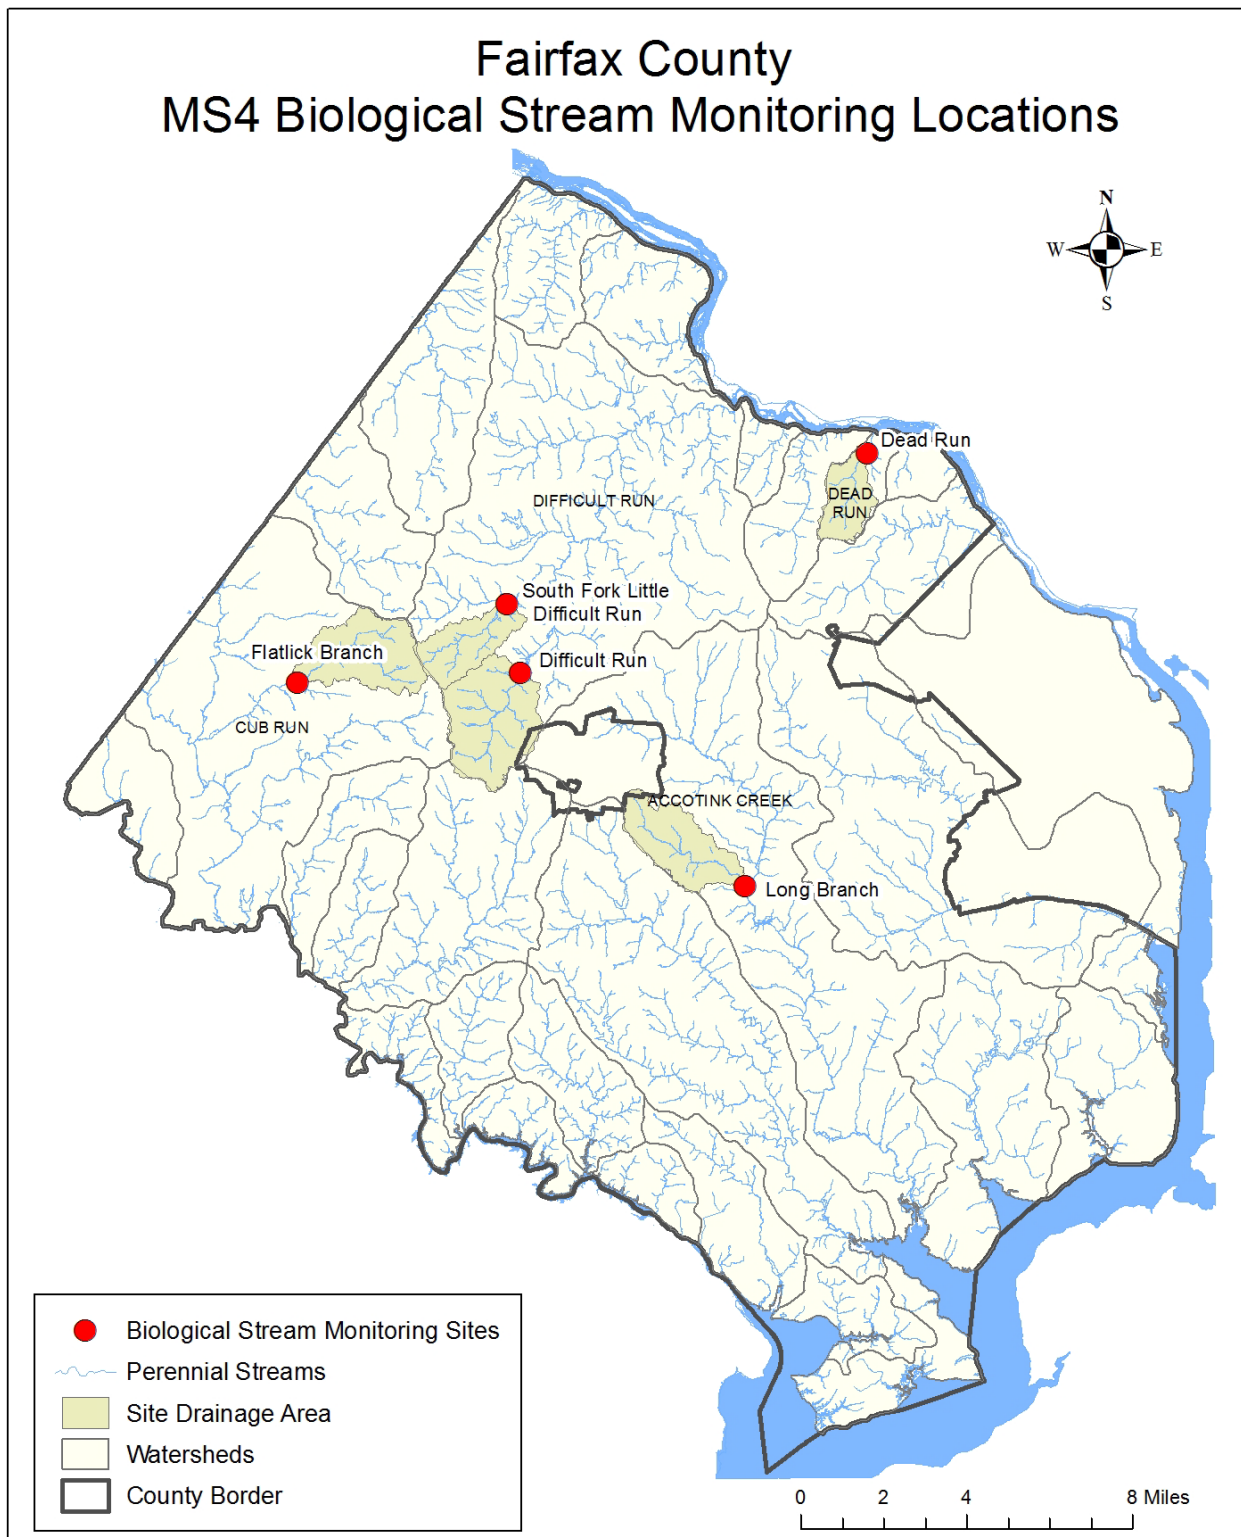 Fairfax County
MS4 Biological Stream Monitoring Locations
N
W
E
S
Dead Run
DEAD
RUN
DIFFICULT RUN
South Fork Little
Difficult Run
Flatlick Branch
Difficult Run
CUB RUN
ACCOTINK CREEK
Long Branch
Biological Stream Monitoring Sites
Perennial Streams
Site Drainage Area
Watersheds
County Border
0 2 4 8 Miles